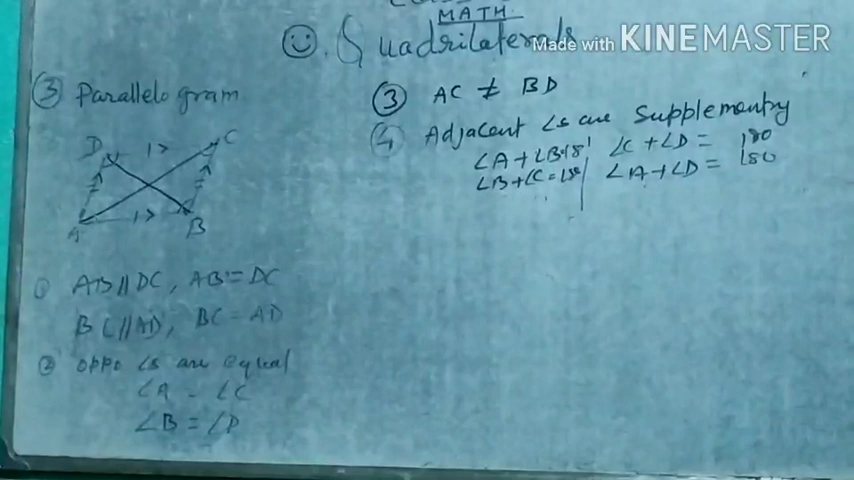 MATH
☺. Quadrilaterals
Made with KINEMASTER
③ Parallelogram
D C
A B
① AB//DC, AB=DC
BC//AD, BC=AD
② oppo ∠s are equal
∠A = ∠C
∠B = ∠D
③ AC ≠ BD
④ Adjacent ∠s are Supplementry
∠A+∠B=18 ∠C+∠D= 180
∠B+∠C=180 ∠A+∠D= 180